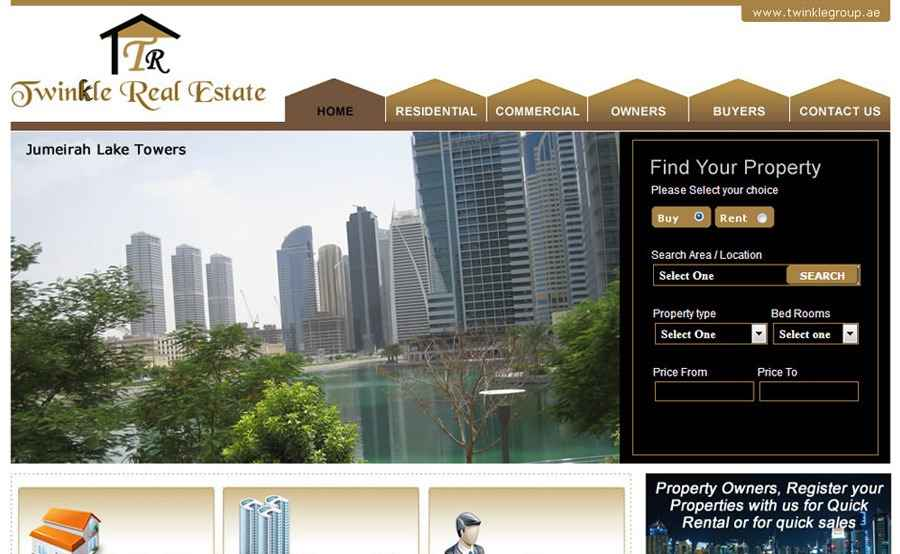 www.twinklegroup.ae
TR
Twinkle Real Estate
HOME
RESIDENTIAL
COMMERCIAL
OWNERS
BUYERS
CONTACT US
Jumeirah Lake Towers
Find Your Property
Please Select your choice
Buy
Rent
Search Area / Location
Select One
SEARCH
Property type
Bed Rooms
Select One
Select one
Price From
Price To
Property Owners, Register your
Properties with us for Quick
Rental or for quick sales